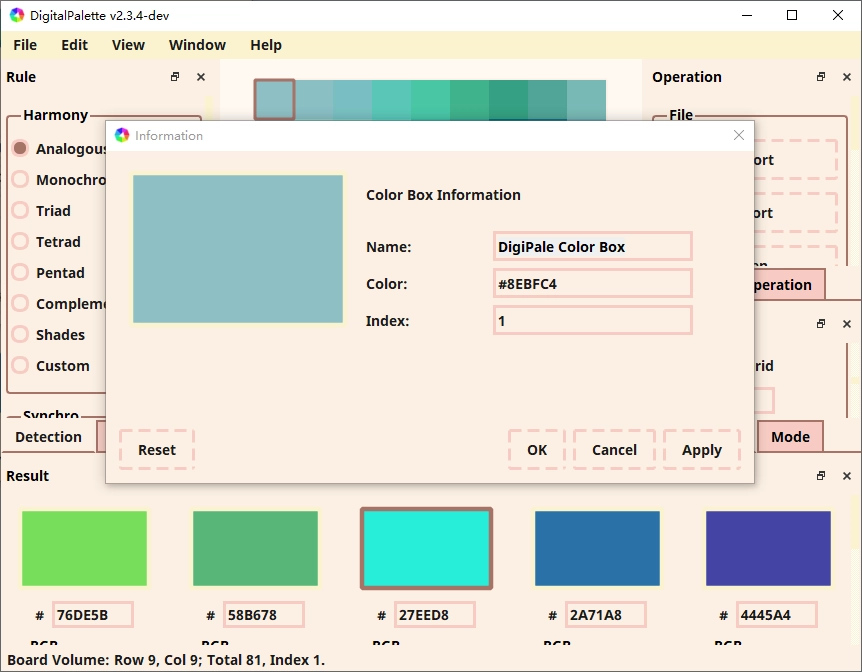 DigitalPalette v2.3.4-dev
File Edit View Window Help
Rule
Operation
Harmony
File
Information
Analogous
Monochro
Triad
Tetrad
Pentad
Compleme
Shades
Custom
Synchro
Detection
Color Box Information
Name: DigiPale Color Box
Color: #8EBFC4
Index: 1
Reset OK Cancel Apply
ort
ort
peration
rid
Mode
Result
# 76DE5B # 58B678 # 27EED8 # 2A71A8 # 4445A4
RGB RGB RGB RGB RGB
Board Volume: Row 9, Col 9; Total 81, Index 1.